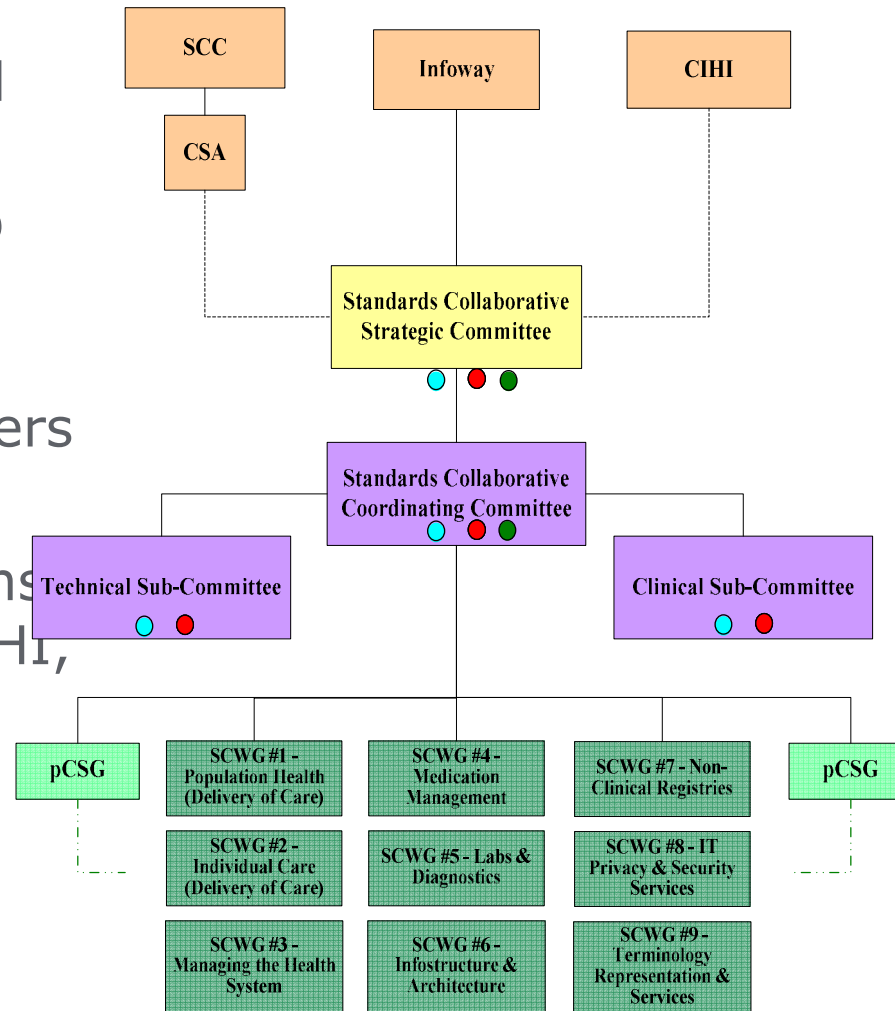 SCC
Infoway
CIHI
CSA
Standards Collaborative
Strategic Committee
ers
Standards Collaborative
Coordinating Committee
Technical Sub-Committee
Clinical Sub-Committee
HI,
pCSG
SCWG #1 -
Population Health
(Delivery of Care)
SCWG #2 -
Individual Care
(Delivery of Care)
SCWG #3 -
Managing the Health
System
SCWG #4 -
Medication
Management
SCWG #5 - Labs &
Diagnostics
SCWG #6 -
Infostructure &
Architecture
SCWG #7 - Non-
Clinical Registries
SCWG #8 - IT
Privacy & Security
Services
SCWG #9 -
Terminology
Representation &
Services
pCSG